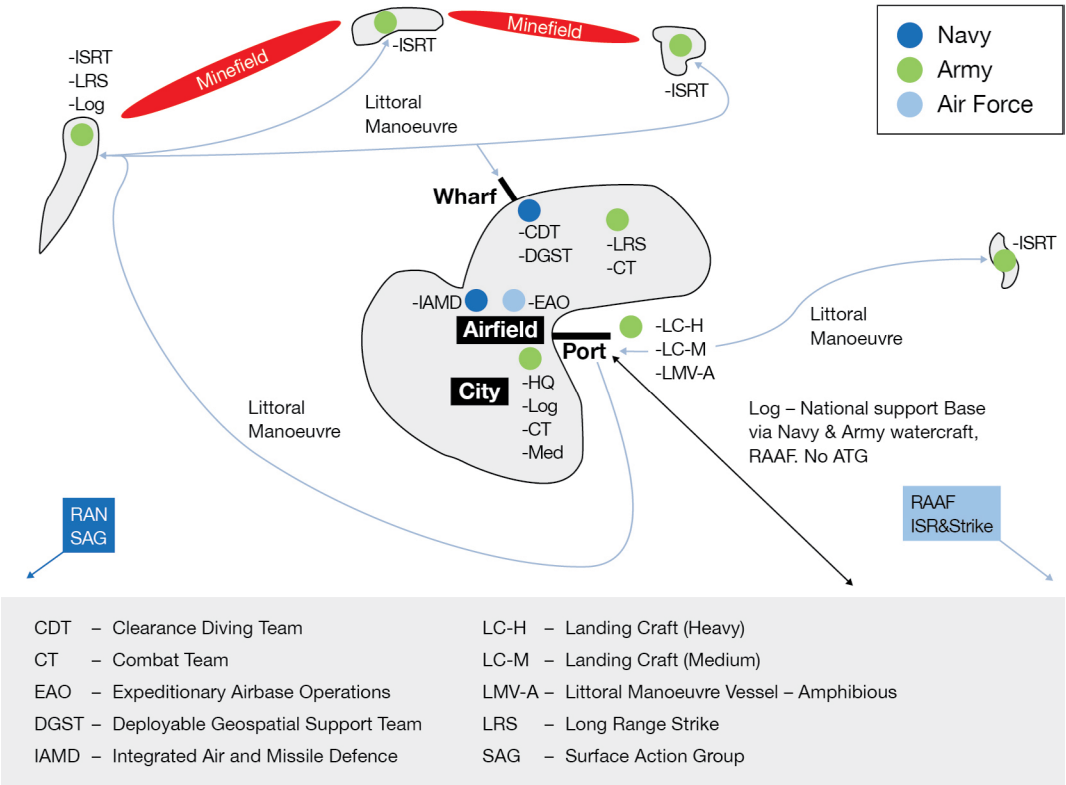 Navy
Army
Air Force
-ISRT
-LRS
-Log
Minefield
-ISRT
Minefield
-ISRT
Littoral
Manoeuvre
Wharf
-CDT
-DGST
-LRS
-CT
-ISRT
-IAMD
-EAO
Airfield
Port
-LC-H
-LC-M
-LMV-A
Littoral
Manoeuvre
City
-HQ
-Log
-CT
-Med
Littoral
Manoeuvre
Log – National support Base
via Navy & Army watercraft,
RAAF. No ATG
RAN
SAG
RAAF
ISR&Strike
CDT – Clearance Diving Team
CT – Combat Team
EAO – Expeditionary Airbase Operations
DGST – Deployable Geospatial Support Team
IAMD – Integrated Air and Missile Defence
LC-H – Landing Craft (Heavy)
LC-M – Landing Craft (Medium)
LMV-A – Littoral Manoeuvre Vessel – Amphibious
LRS – Long Range Strike
SAG – Surface Action Group